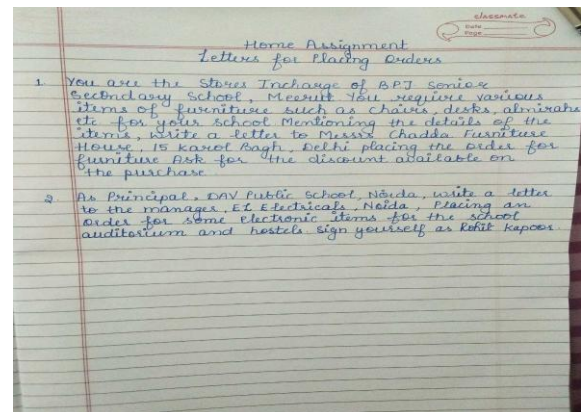 classmate
Date
Page
Home Assignment
Letters for Placing Orders
1. You are the Stores Incharge of BPJ Senior
Secondary School, Meerut You require various
items of furniture such as chairs, desks, almirahs
etc for your school Mentioning the details of the
items, write a letter to Messrs Chadda Furniture
House, 15 Karol Bagh, Delhi placing the order for
furniture Ask for the discount available on
the purchase.
2. As Principal, DAV Public School, Noida, write a letter
to the manager, EL Electricals, Noida, Placing an
order for some electronic items for the school
auditorium and hostels. Sign yourself as Rohit Kapoor.